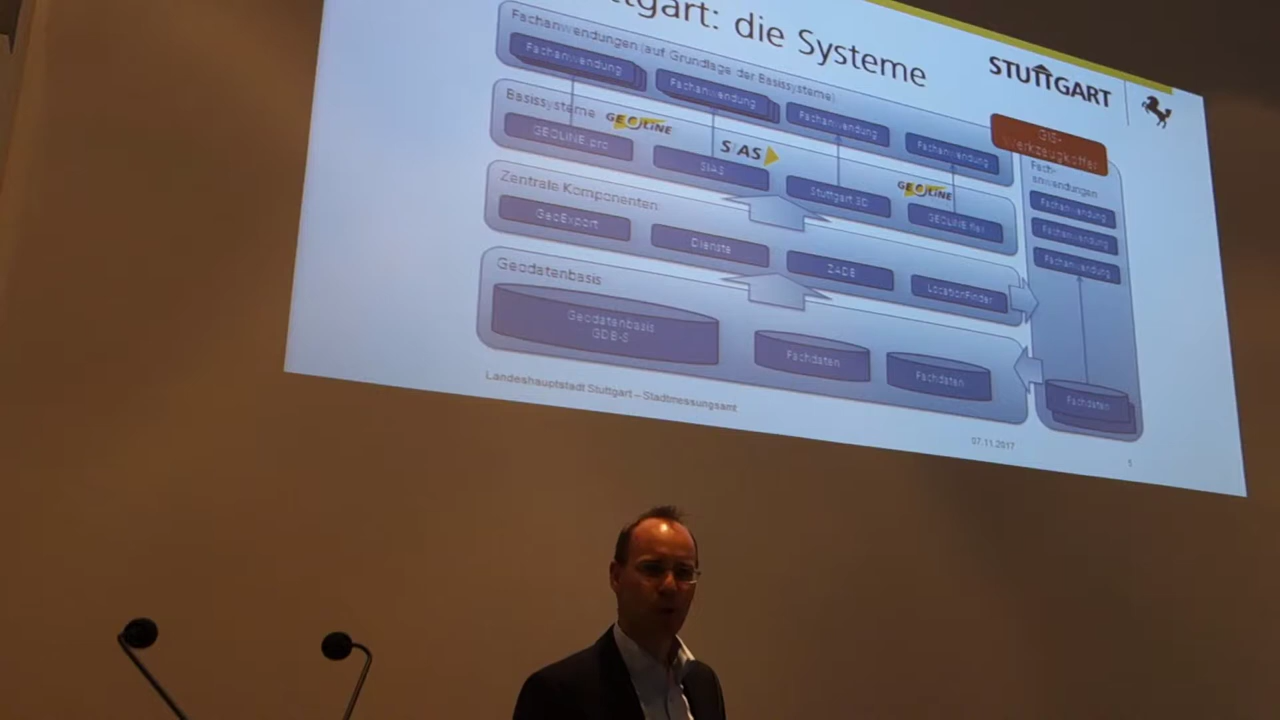 ttgart: die Systeme
STUTTGART
Fachanwendungen (auf Grundlage der Basissysteme)
Fachanwendung
Fachanwendung
Fachanwendung
Fachanwendung
GIS-
Werkzeugkoffer
Basissysteme
GEOLINE
SIAS
GEOLINE
GEOLINE.pro
SIAS
Stuttgart 3D
GEOLINE.flex
Fach-
anwendungen
Fachanwendung
Fachanwendung
Fachanwendung
Zentrale Komponenten
GeoExport
Dienste
ZADB
LocationFinder
Geodatenbasis
Geodatenbasis
GDB-S
Fachdaten
Fachdaten
Fachdaten
Landeshauptstadt Stuttgart – Stadtmessungsamt
07.11.2017